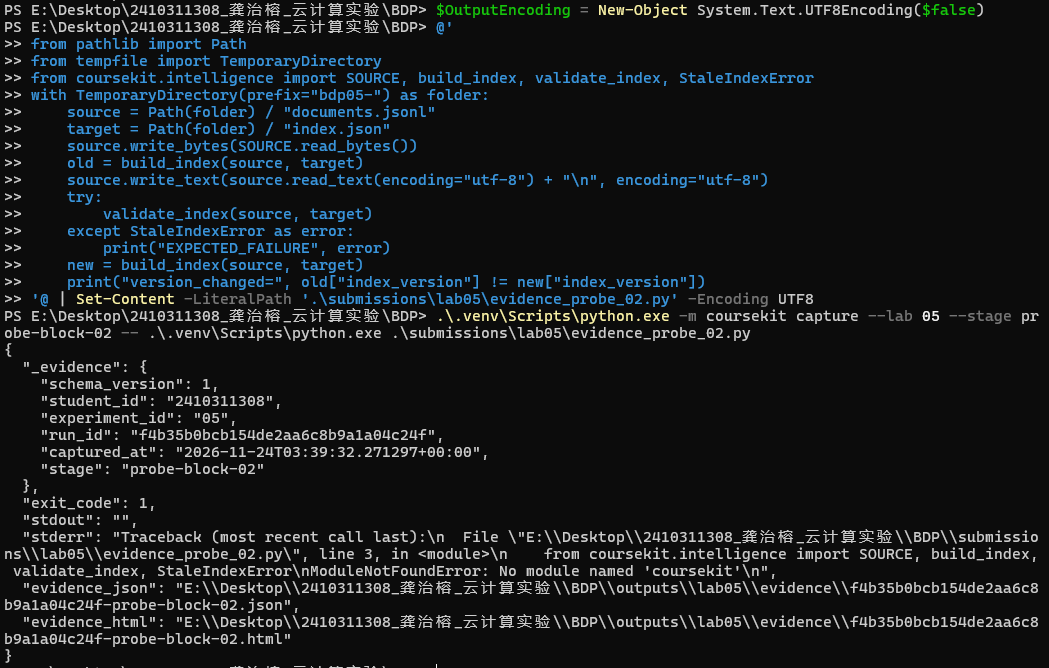 PS E:\Desktop\2410311308_龚治榕_云计算实验\BDP> $OutputEncoding = New-Object System.Text.UTF8Encoding($false)
PS E:\Desktop\2410311308_龚治榕_云计算实验\BDP> @'
>> from pathlib import Path
>> from tempfile import TemporaryDirectory
>> from coursekit.intelligence import SOURCE, build_index, validate_index, StaleIndexError
>> with TemporaryDirectory(prefix="bdp05-") as folder:
>>     source = Path(folder) / "documents.jsonl"
>>     target = Path(folder) / "index.json"
>>     source.write_bytes(SOURCE.read_bytes())
>>     old = build_index(source, target)
>>     source.write_text(source.read_text(encoding="utf-8") + "\n", encoding="utf-8")
>>     try:
>>         validate_index(source, target)
>>     except StaleIndexError as error:
>>         print("EXPECTED_FAILURE", error)
>>     new = build_index(source, target)
>>     print("version_changed=", old["index_version"] != new["index_version"])
>> '@ | Set-Content -LiteralPath '.\submissions\lab05\evidence_probe_02.py' -Encoding UTF8
PS E:\Desktop\2410311308_龚治榕_云计算实验\BDP> .\.venv\Scripts\python.exe -m coursekit capture --lab 05 --stage pr
obe-block-02 -- .\.venv\Scripts\python.exe .\submissions\lab05\evidence_probe_02.py
{
  "_evidence": {
    "schema_version": 1,
    "student_id": "2410311308",
    "experiment_id": "05",
    "run_id": "f4b35b0bcb154de2aa6c8b9a1a04c24f",
    "captured_at": "2026-11-24T03:39:32.271297+00:00",
    "stage": "probe-block-02"
  },
  "exit_code": 1,
  "stdout": "",
  "stderr": "Traceback (most recent call last):\n  File \"E:\\Desktop\\2410311308_龚治榕_云计算实验\\BDP\\submissio
ns\\lab05\\evidence_probe_02.py\", line 3, in <module>\n    from coursekit.intelligence import SOURCE, build_index,
 validate_index, StaleIndexError\nModuleNotFoundError: No module named 'coursekit'\n",
  "evidence_json": "E:\\Desktop\\2410311308_龚治榕_云计算实验\\BDP\\outputs\\lab05\\evidence\\f4b35b0bcb154de2aa6c8
b9a1a04c24f-probe-block-02.json",
  "evidence_html": "E:\\Desktop\\2410311308_龚治榕_云计算实验\\BDP\\outputs\\lab05\\evidence\\f4b35b0bcb154de2aa6c8
b9a1a04c24f-probe-block-02.html"
}